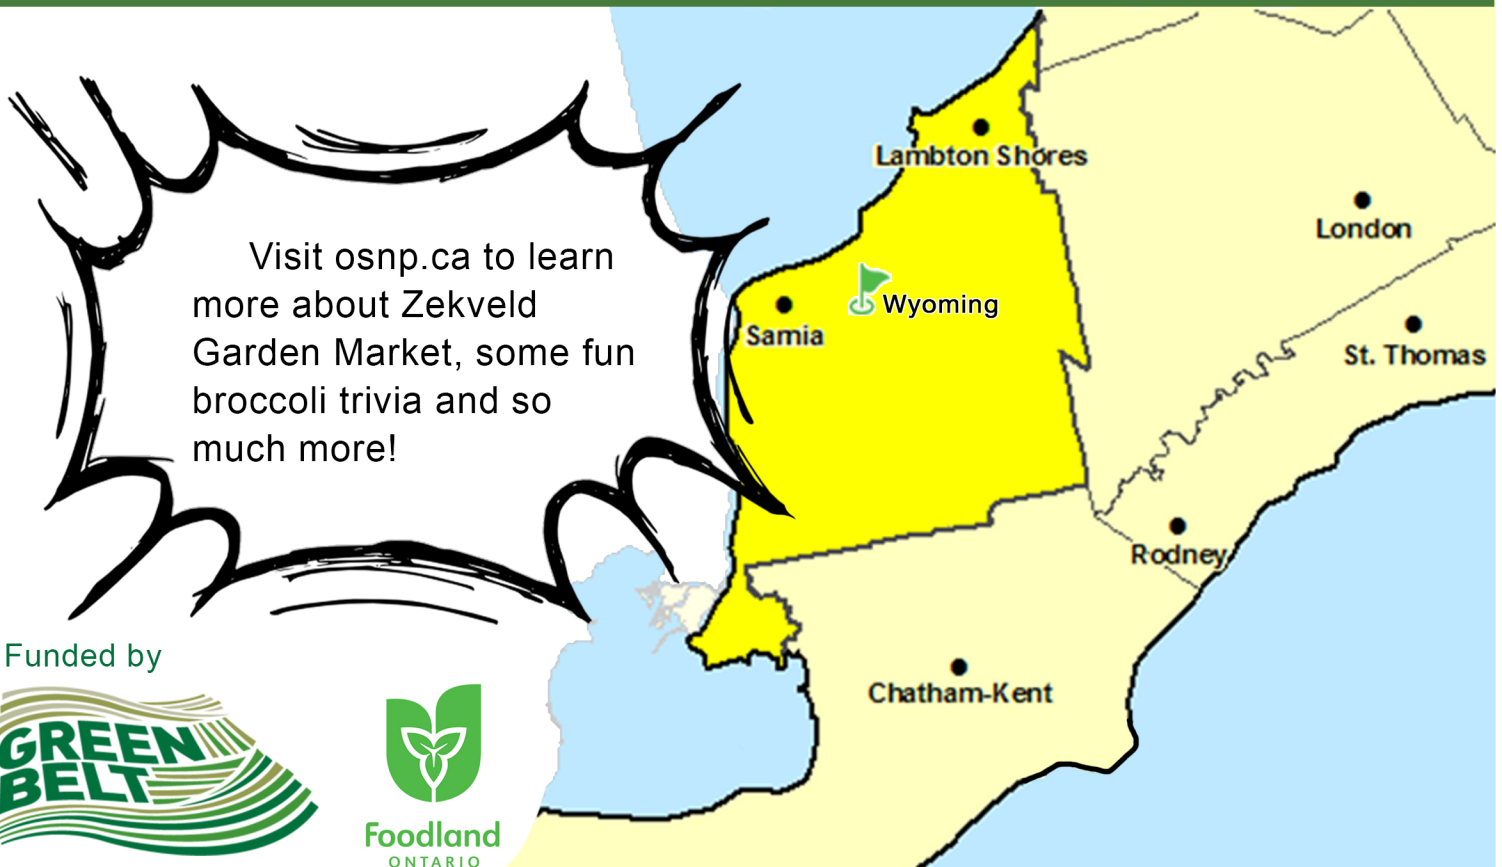 Visit osnp.ca to learn
more about Zekveld
Garden Market, some fun
broccoli trivia and so
much more!
Lambton Shores
London
Wyoming
Sarnia
St. Thomas
Rodney
Chatham-Kent
Funded by
GREEN
BELT
Foodland
ONTARIO